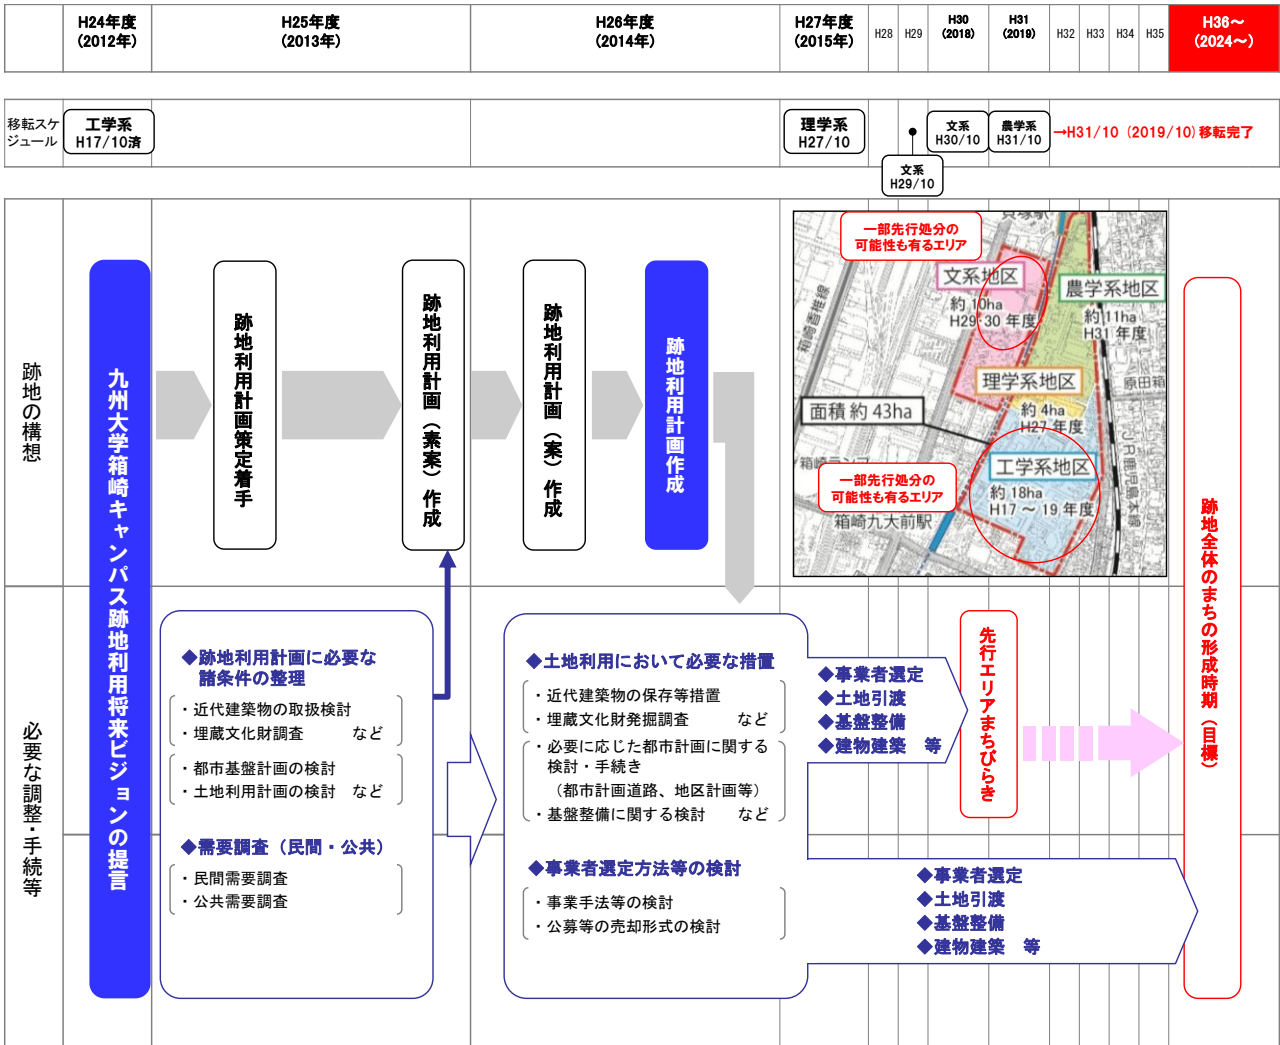 H24年度
(2012年)
H25年度
(2013年)
H26年度
(2014年)
H27年度
(2015年)
H28
H29
H30
(2018)
H31
(2019)
H32
H33
H34
H35
H36～
(2024～)
移転スケ
ジュール
工学系
H17/10済
理学系
H27/10
文系
H29/10
文系
H30/10
農学系
H31/10
→H31/10 (2019/10) 移転完了
跡地の構想
九州大学箱崎キャンパス跡地利用将来ビジョンの提言
跡地利用計画策定着手
跡地利用計画（素案）作成
跡地利用計画（案）作成
跡地利用計画作成
貝塚駅
一部先行処分の
可能性も有るエリア
文系地区
約10ha
H29･30 年度
農学系地区
約11ha
H31 年度
箱崎香椎線
理学系地区
約 4ha
H27 年度
原田箱
面積 約 43ha
工学系地区
約 18ha
H17 ～ 19 年度
一部先行処分の
可能性も有るエリア
箱崎九大前駅
JR鹿児島本線
跡地全体のまちの形成時期（目標）
必要な調整・手続等
◆跡地利用計画に必要な
諸条件の整理
・近代建築物の取扱検討
・埋蔵文化財調査　　　など
・都市基盤計画の検討
・土地利用計画の検討　など
◆需要調査（民間・公共）
・民間需要調査
・公共需要調査
◆土地利用において必要な措置
・近代建築物の保存等措置
・埋蔵文化財発掘調査　　　など
・必要に応じた都市計画に関する
検討・手続き
（都市計画道路、地区計画等）
・基盤整備に関する検討　　など
◆事業者選定方法等の検討
・事業手法等の検討
・公募等の売却形式の検討
◆事業者選定
◆土地引渡
◆基盤整備
◆建物建築　等
先行エリアまちびらき
◆事業者選定
◆土地引渡
◆基盤整備
◆建物建築　等